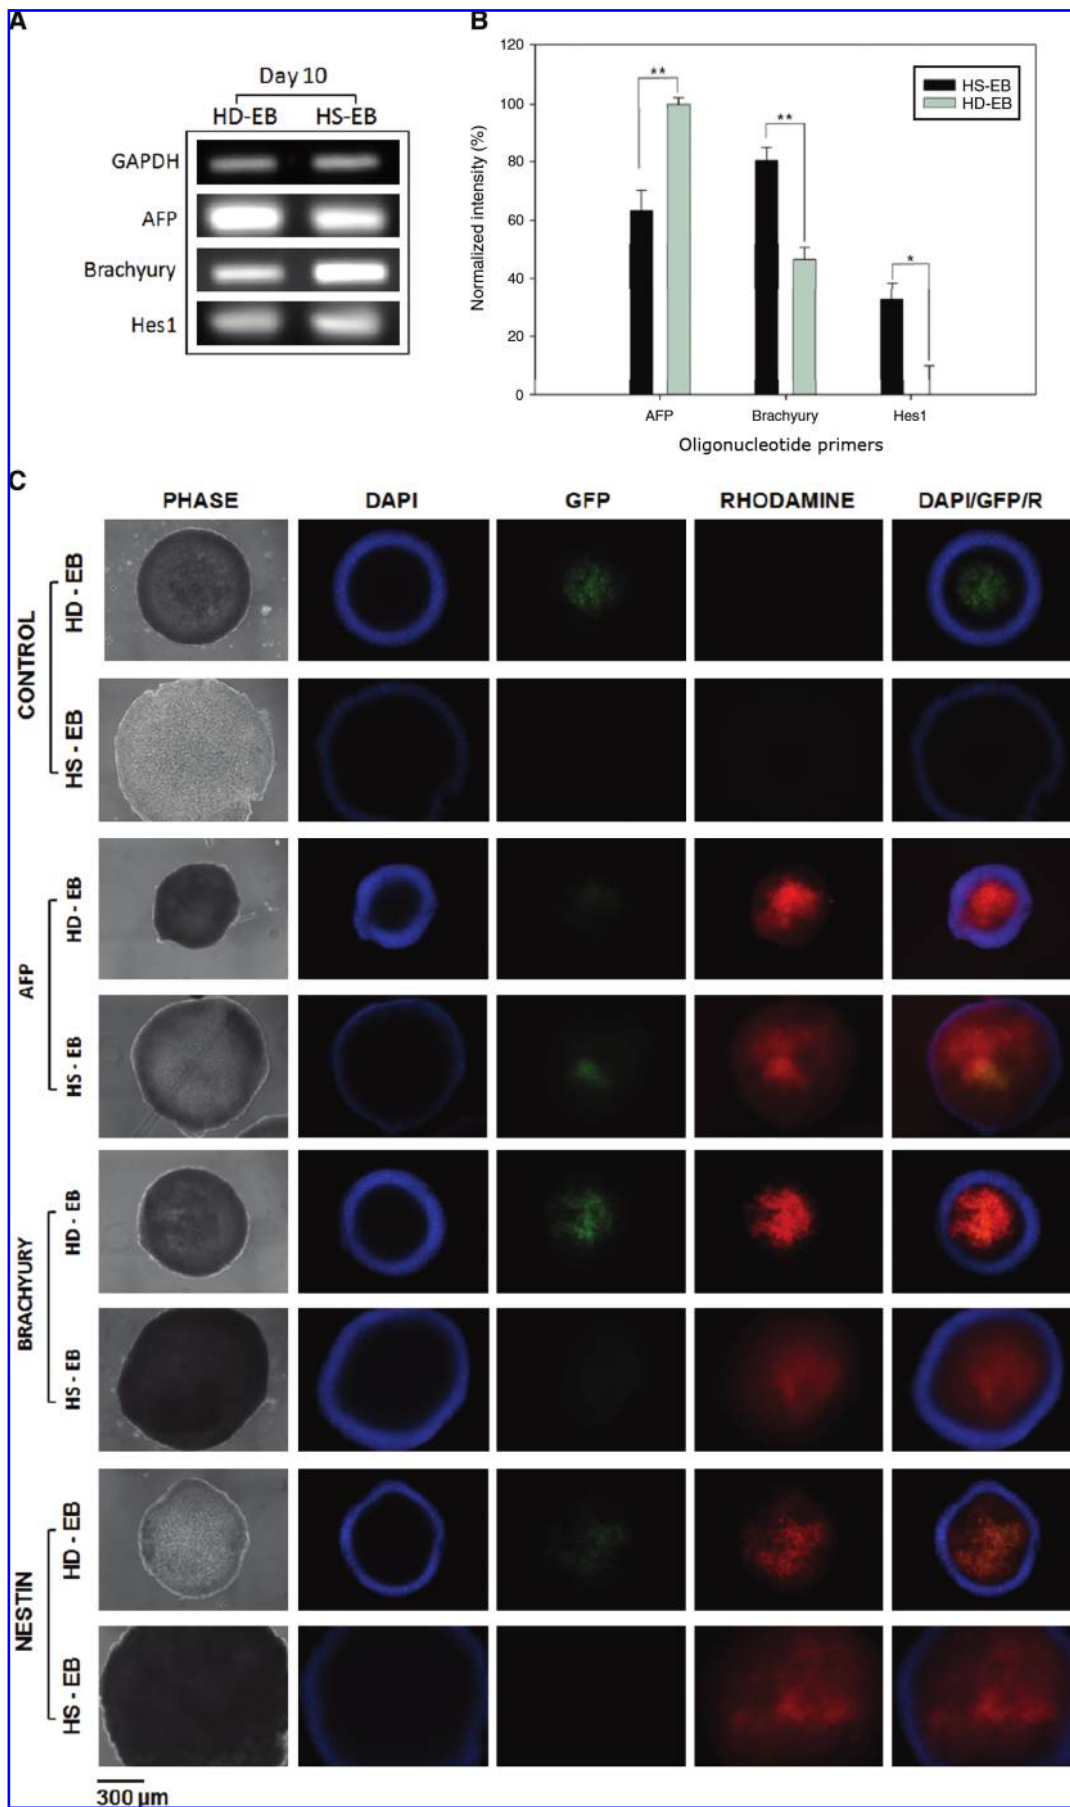 A
Day 10
HD-EB HS-EB
GAPDH
AFP
Brachyury
Hes1
B
120
100
80
60
40
20
0
Normalized intensity (%)
**
**
*
HS-EB
HD-EB
AFP Brachyury Hes1
Oligonucleotide primers
C
PHASE DAPI GFP RHODAMINE DAPI/GFP/R
CONTROL
HD - EB
HS - EB
AFP
HD - EB
HS - EB
BRACHYURY
HD - EB
HS - EB
NESTIN
HD - EB
HS - EB
300 µm